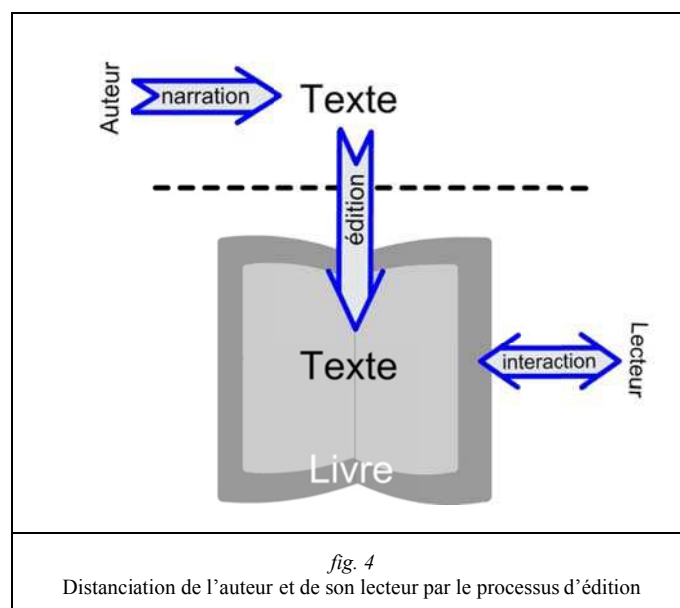 Auteur
narration
Texte
édition
Texte
interaction
Lecteur
Livre
fig. 4
Distanciation de l’auteur et de son lecteur par le processus d’édition